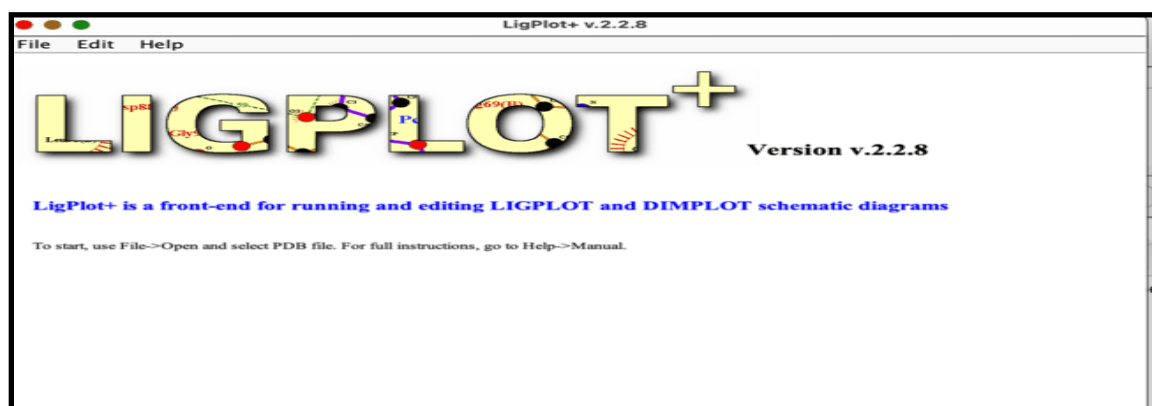 LigPlot+ v.2.2.8
File Edit Help
LIGPLOT+
Version v.2.2.8
LigPlot+ is a front-end for running and editing LIGPLOT and DIMPLOT schematic diagrams
To start, use File->Open and select PDB file. For full instructions, go to Help->Manual.